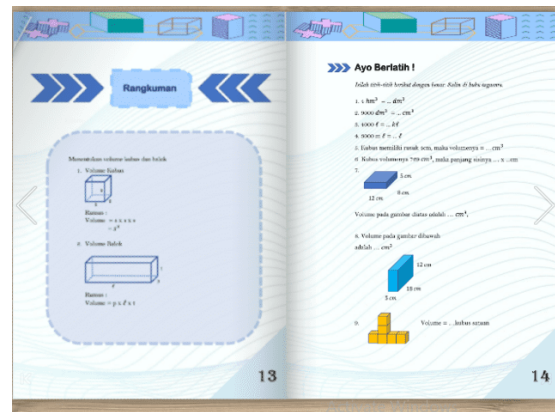 Rangkuman
Menentukan volume kubus dan balok
1. Volume Kubus
Rumus :
Volume = s x s x s
= s³
2. Volume Balok
Rumus :
Volume = p x ℓ x t
13
Ayo Berlatih !
Isilah titik-titik berikut dengan benar. Salin di buku tugasmu.
1. 1 hm³ = ... dm³
2. 9000 dm³ = ... cm³
3. 4000 ℓ = ... kℓ
4. 5000 cc ℓ = ... ℓ
5. Kubus memiliki rusuk 8cm, maka volumenya = ... cm³
6. Kubus volumenya 729 cm³, maka panjang sisinya ... s ...cm
7.
5 cm
9 cm
12 cm
Volume pada gambar diatas adalah ... cm³.
8. Volume pada gambar dibawah
adalah ... cm³
12 cm
10 cm
5 cm
9.
Volume = ...kubus satuan
14